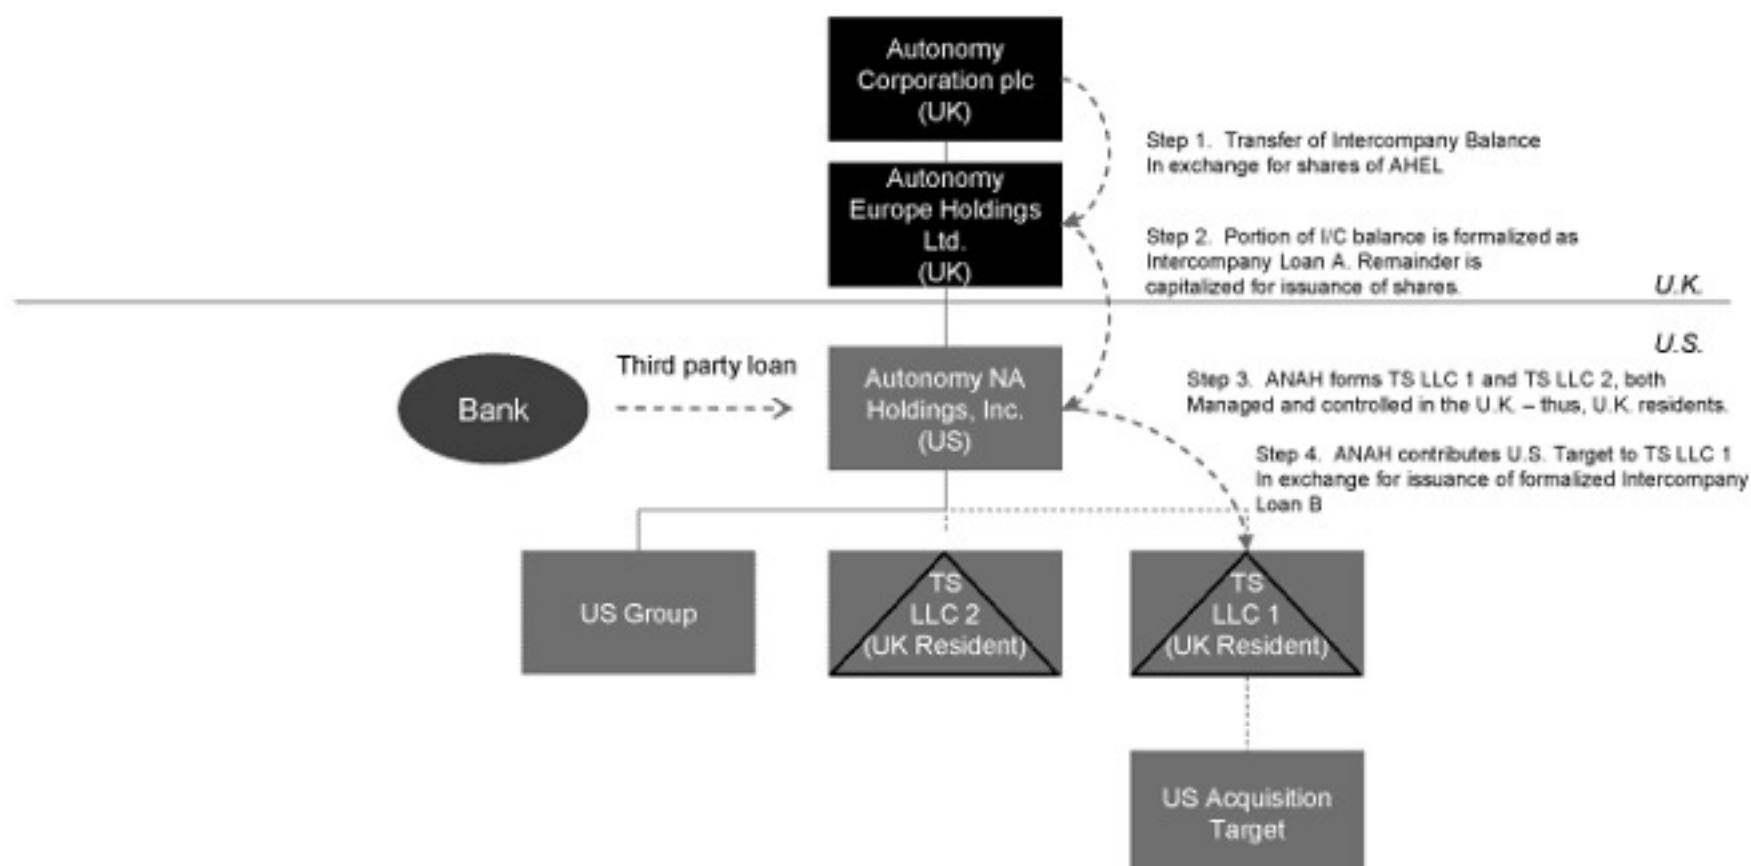 Autonomy
Corporation plc
(UK)
Step 1. Transfer of Intercompany Balance
In exchange for shares of AHEL
Autonomy
Europe Holdings
Ltd.
(UK)
Step 2. Portion of I/C balance is formalized as
Intercompany Loan A. Remainder is
capitalized for issuance of shares.
U.K.
U.S.
Bank
Third party loan
Autonomy NA
Holdings, Inc.
(US)
Step 3. ANAH forms TS LLC 1 and TS LLC 2, both
Managed and controlled in the U.K. – thus, U.K. residents.
Step 4. ANAH contributes U.S. Target to TS LLC 1
In exchange for issuance of formalized Intercompany
Loan B
US Group
TS
LLC 2
(UK Resident)
TS
LLC 1
(UK Resident)
US Acquisition
Target